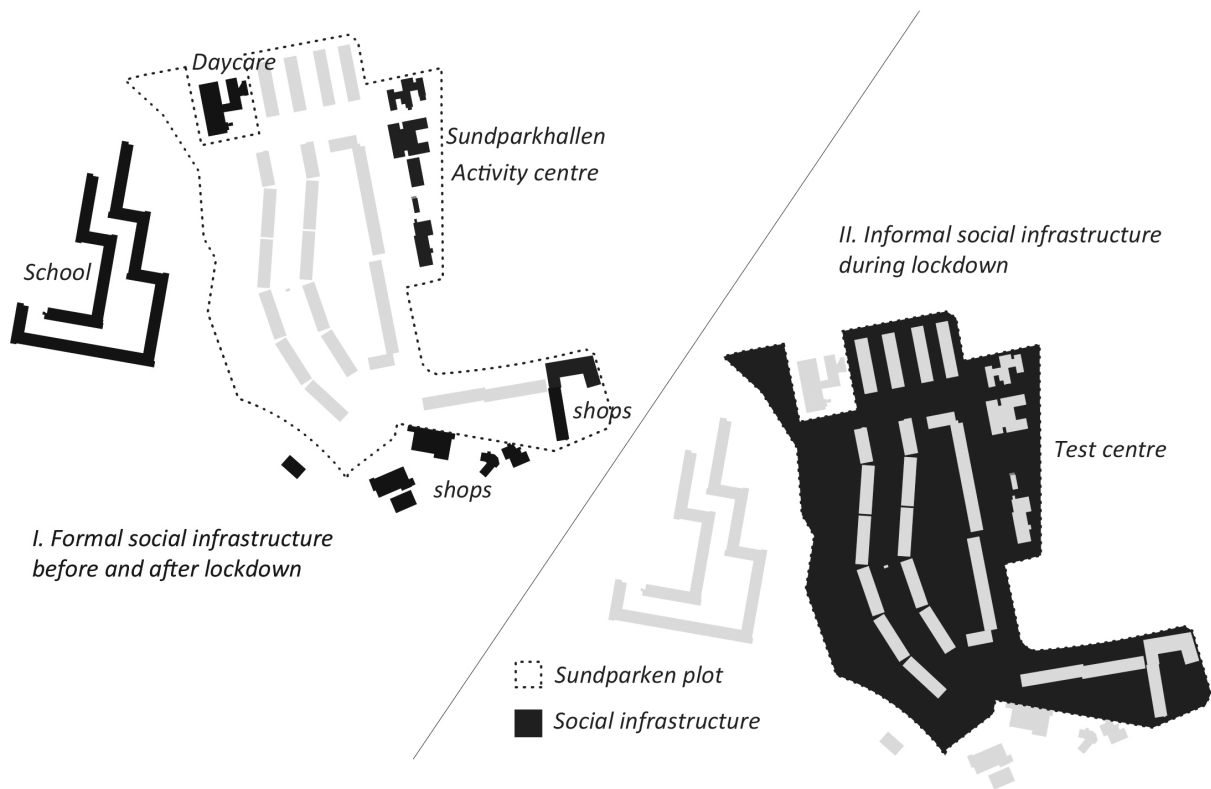 Daycare
Sundparkhallen
Activity centre
School
shops
shops
I. Formal social infrastructure
before and after lockdown
II. Informal social infrastructure
during lockdown
Test centre
Sundparken plot
Social infrastructure